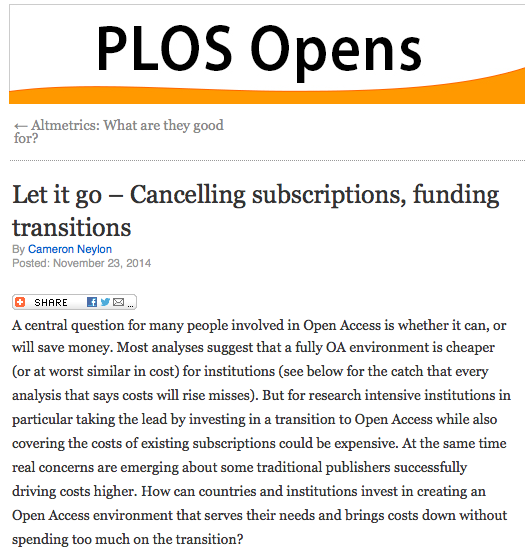 PLOS Opens
← Altmetrics: What are they good
for?
Let it go – Cancelling subscriptions, funding
transitions
By Cameron Neylon
Posted: November 23, 2014
SHARE ...
A central question for many people involved in Open Access is whether it can, or
will save money. Most analyses suggest that a fully OA environment is cheaper
(or at worst similar in cost) for institutions (see below for the catch that every
analysis that says costs will rise misses). But for research intensive institutions in
particular taking the lead by investing in a transition to Open Access while also
covering the costs of existing subscriptions could be expensive. At the same time
real concerns are emerging about some traditional publishers successfully
driving costs higher. How can countries and institutions invest in creating an
Open Access environment that serves their needs and brings costs down without
spending too much on the transition?